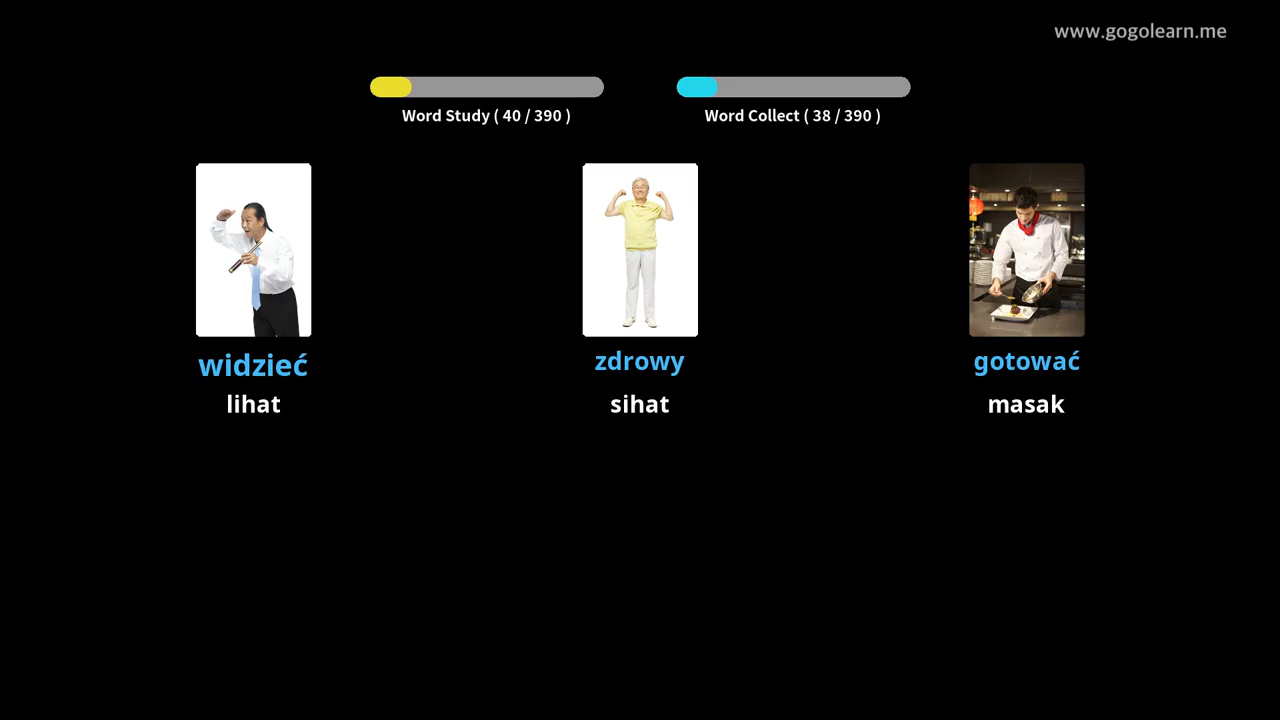 www.gogolearn.me
Word Study ( 40 / 390 )
Word Collect ( 38 / 390 )
widzieć
zdrowy
gotować
lihat
sihat
masak